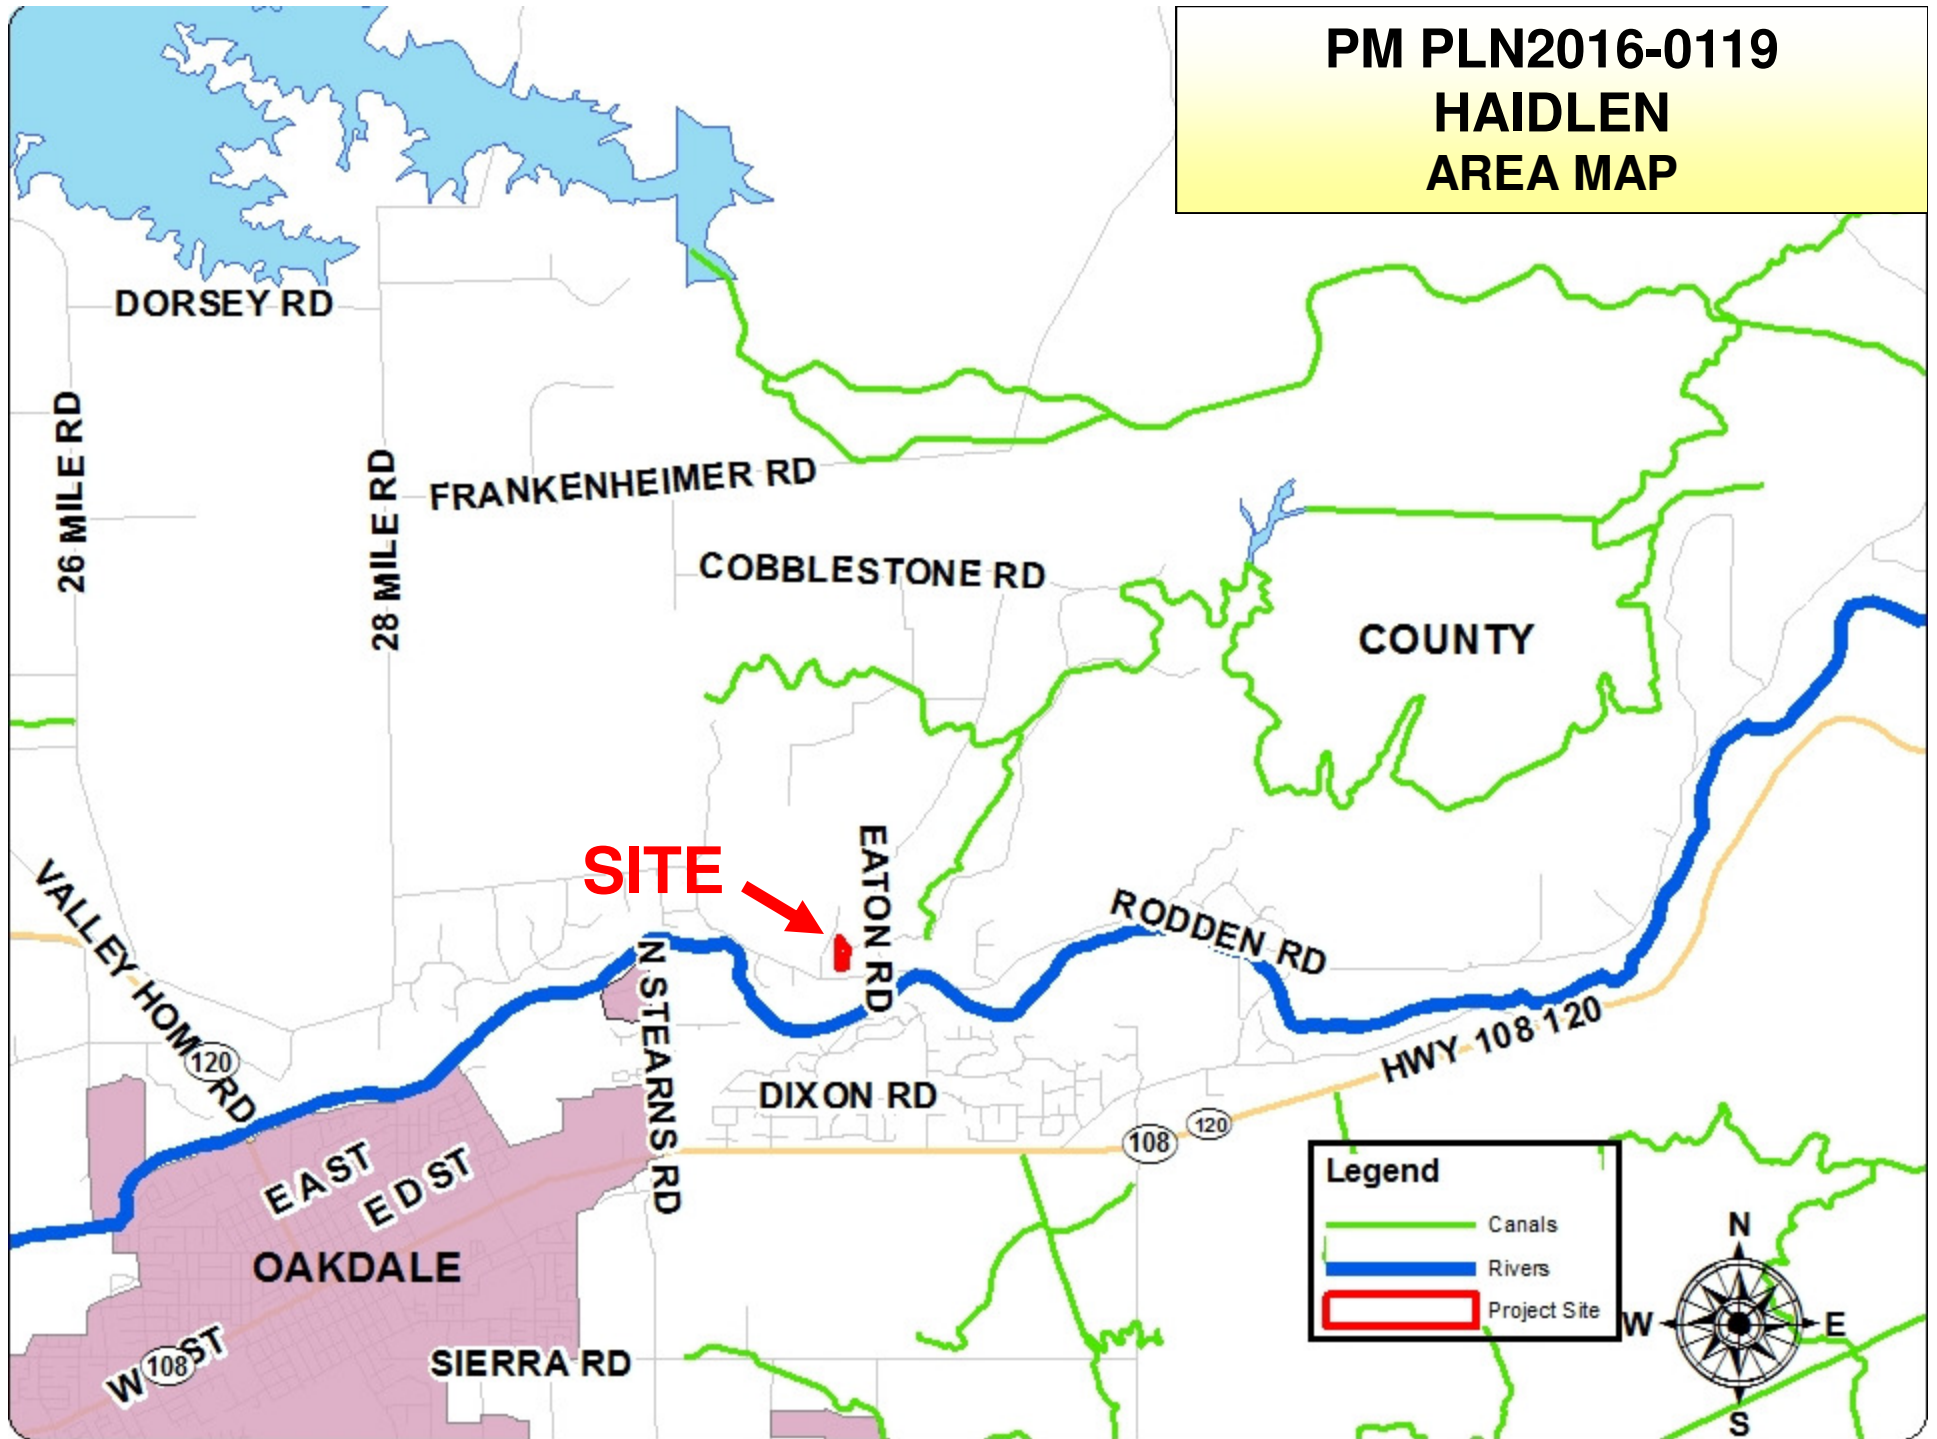 PM PLN2016-0119
HAIDLEN
AREA MAP
DORSEY RD
26 MILE RD
28 MILE RD
FRANKENHEIMER RD
COBBLESTONE RD
COUNTY
SITE
EATON RD
VALLEY HOM RD
120
RODDEN RD
N STEARNS RD
HWY 108 120
DIXON RD
120
108
EAST
E D ST
OAKDALE
W ST
108
SIERRA RD
Legend
Canals
Rivers
Project Site
N
W
E
S